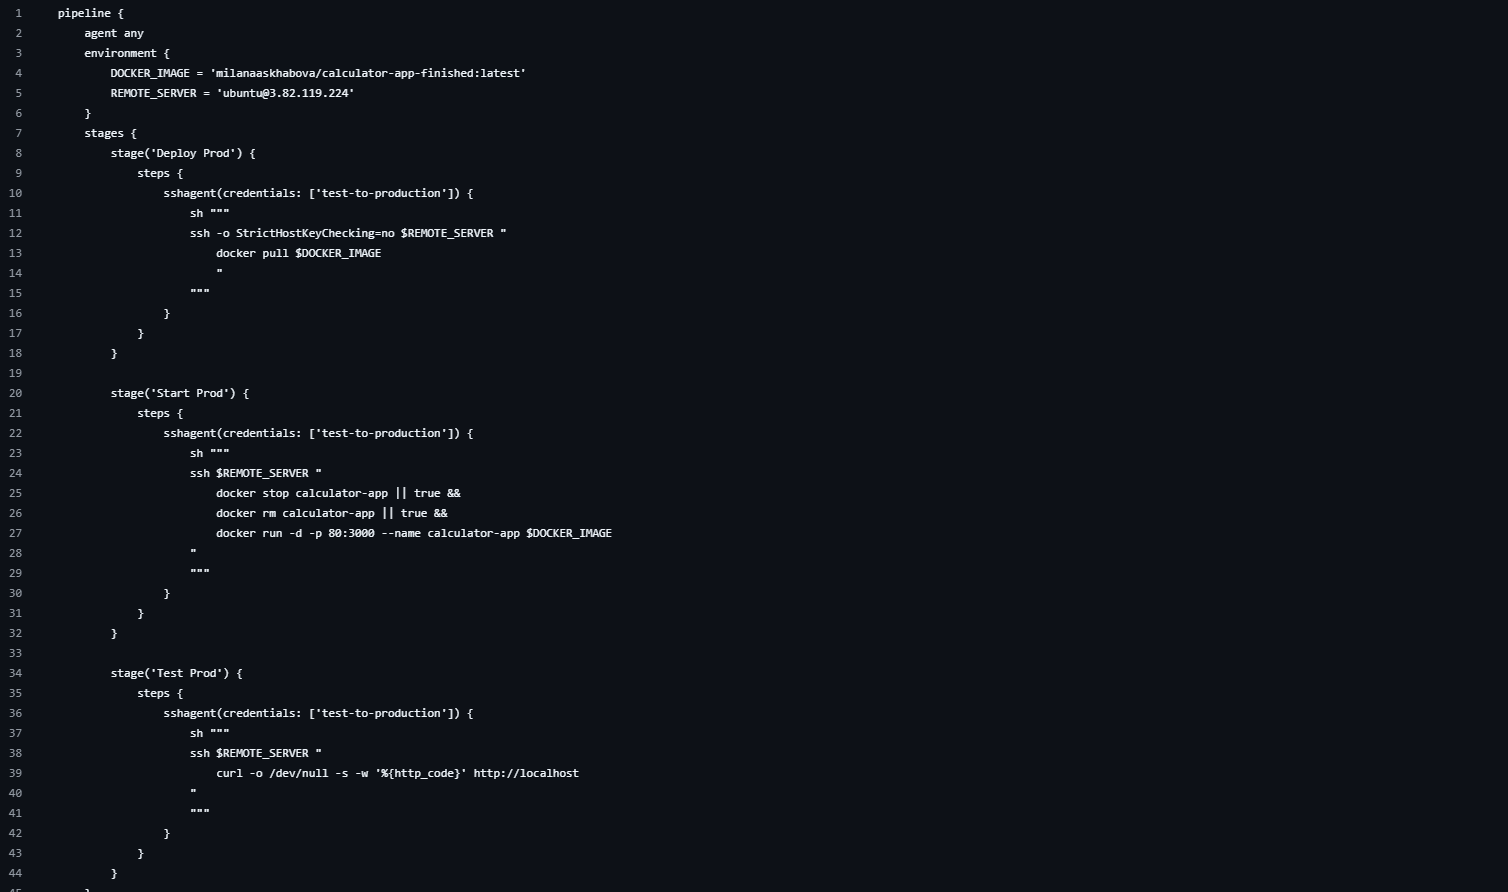 1 pipeline {
2     agent any
3     environment {
4         DOCKER_IMAGE = 'milanaaskhabova/calculator-app-finished:latest'
5         REMOTE_SERVER = 'ubuntu@3.82.119.224'
6     }
7     stages {
8         stage('Deploy Prod') {
9             steps {
10                 sshagent(credentials: ['test-to-production']) {
11                     sh """
12                     ssh -o StrictHostKeyChecking=no $REMOTE_SERVER "
13                         docker pull $DOCKER_IMAGE
14                         "
15                     """
16                 }
17             }
18         }
19
20         stage('Start Prod') {
21             steps {
22                 sshagent(credentials: ['test-to-production']) {
23                     sh """
24                     ssh $REMOTE_SERVER "
25                         docker stop calculator-app || true &&
26                         docker rm calculator-app || true &&
27                         docker run -d -p 80:3000 --name calculator-app $DOCKER_IMAGE
28                     "
29                     """
30                 }
31             }
32         }
33
34         stage('Test Prod') {
35             steps {
36                 sshagent(credentials: ['test-to-production']) {
37                     sh """
38                     ssh $REMOTE_SERVER "
39                         curl -o /dev/null -s -w '%{http_code}' http://localhost
40                     "
41                     """
42                 }
43             }
44         }
45     }